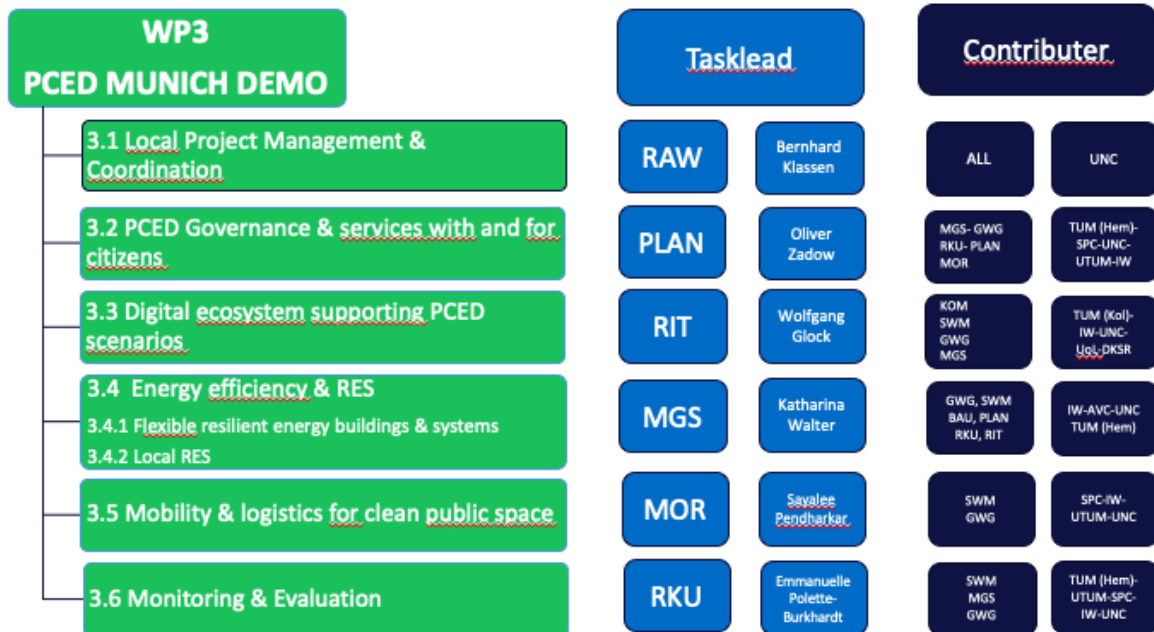 WP3
PCED MUNICH DEMO
Tasklead
Contributer
3.1 Local Project Management &
Coordination
RAW
Bernhard
Klassen
ALL
UNC
3.2 PCED Governance & services with and for
citizens
PLAN
Oliver
Zadow
MGS- GWG
RKU- PLAN
MOR
TUM (Hem)-
SPC-UNC-
UTUM-IW
3.3 Digital ecosystem supporting PCED
scenarios
RIT
Wolfgang
Glock
KOM
SWM
GWG
MGS
TUM (Kol)-
IW-UNC-
UoL-DKSR
3.4 Energy efficiency & RES
3.4.1 Flexible resilient energy buildings & systems
3.4.2 Local RES
MGS
Katharina
Walter
GWG, SWM
BAU, PLAN
RKU, RIT
IW-AVC-UNC
TUM (Hem)
3.5 Mobility & logistics for clean public space
MOR
Sayalee
Pendharkar
SWM
GWG
SPC-IW-
UTUM-UNC
3.6 Monitoring & Evaluation
RKU
Emmanuelle
Polette-
Burkhardt
SWM
MGS
GWG
TUM (Hem)-
UTUM-SPC-
IW-UNC